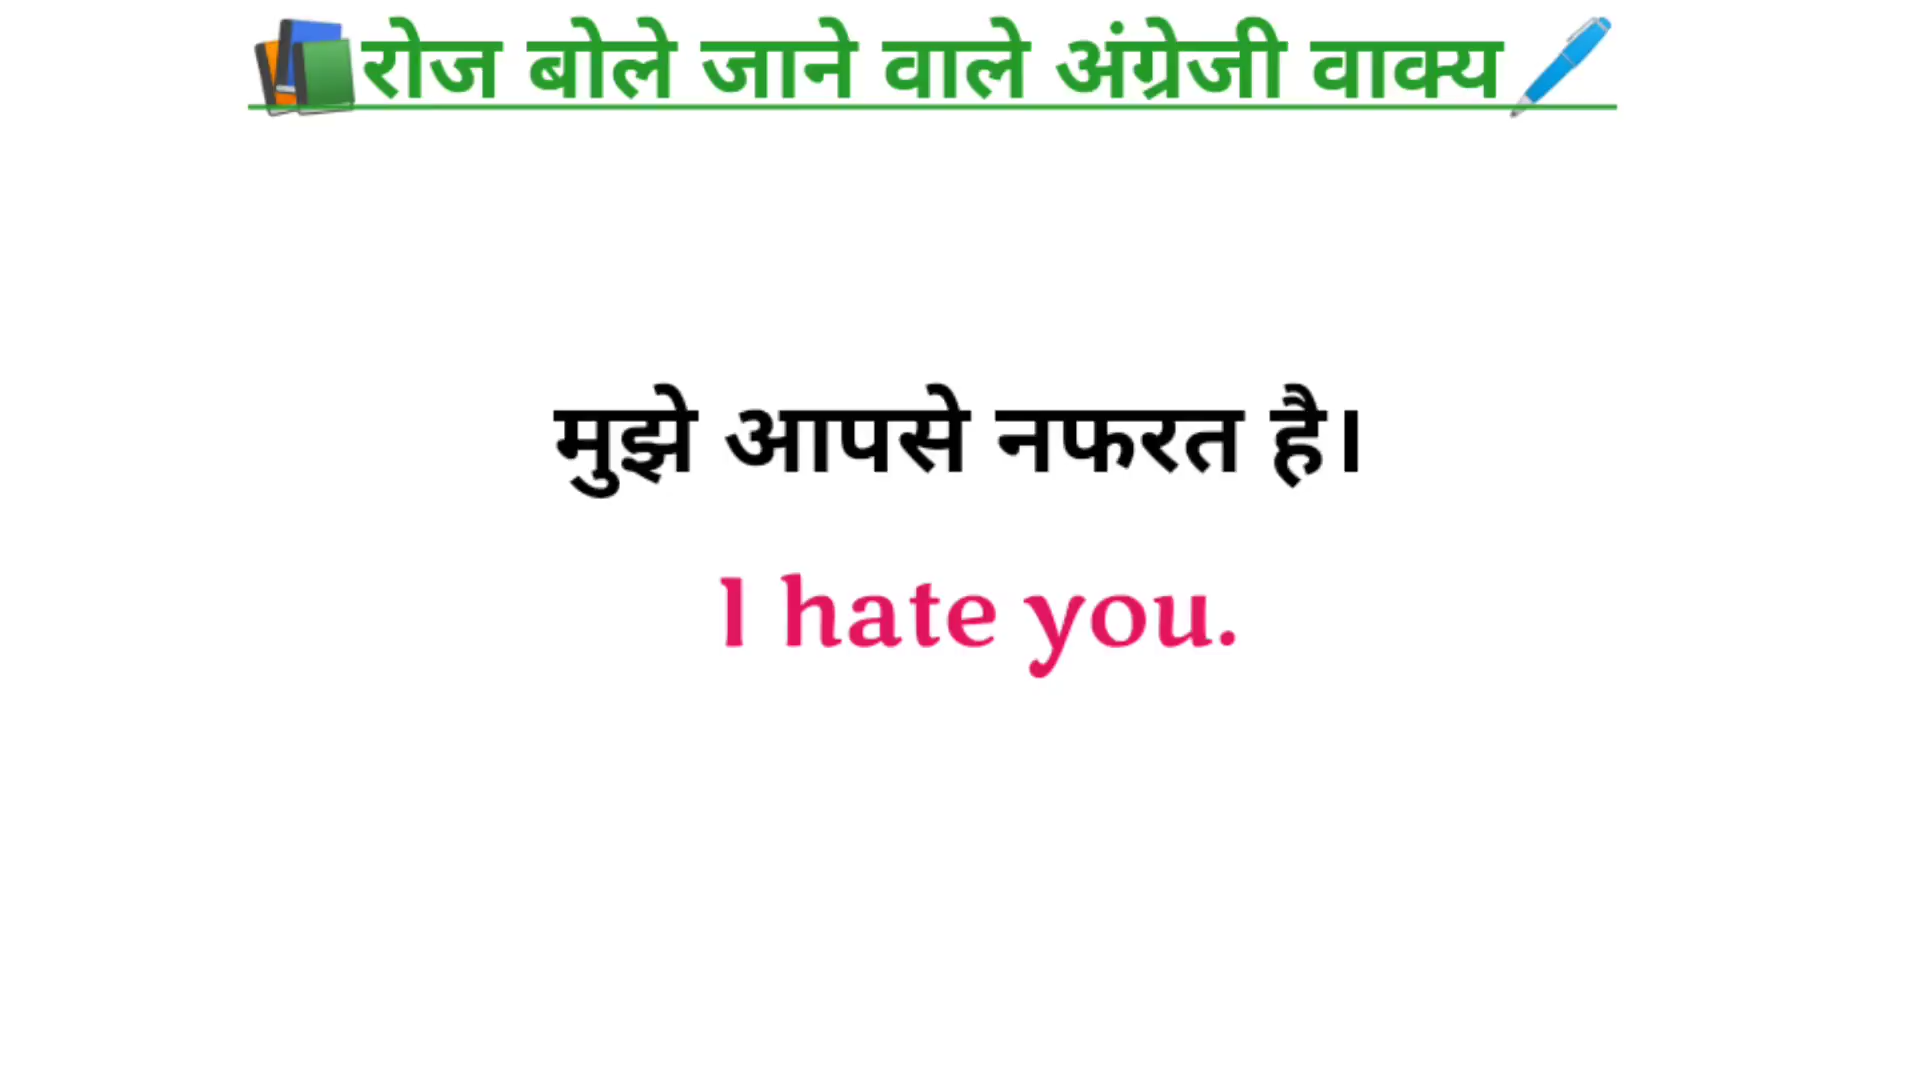 📚रोज बोले जाने वाले अंग्रेजी वाक्य🖊️
मुझे आपसे नफरत है।
I hate you.